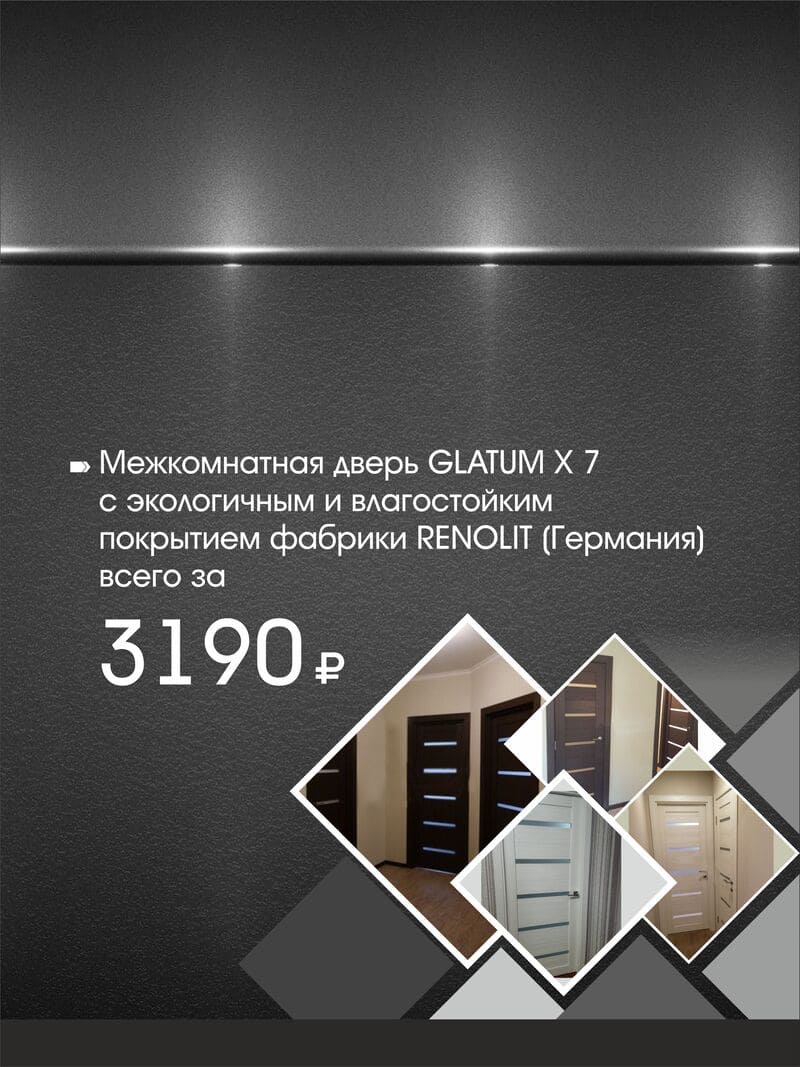 Межкомнатная дверь GLATUM X 7
с экологичным и влагостойким
покрытием фабрики RENOLIT (Германия)
всего за
3190 ₽